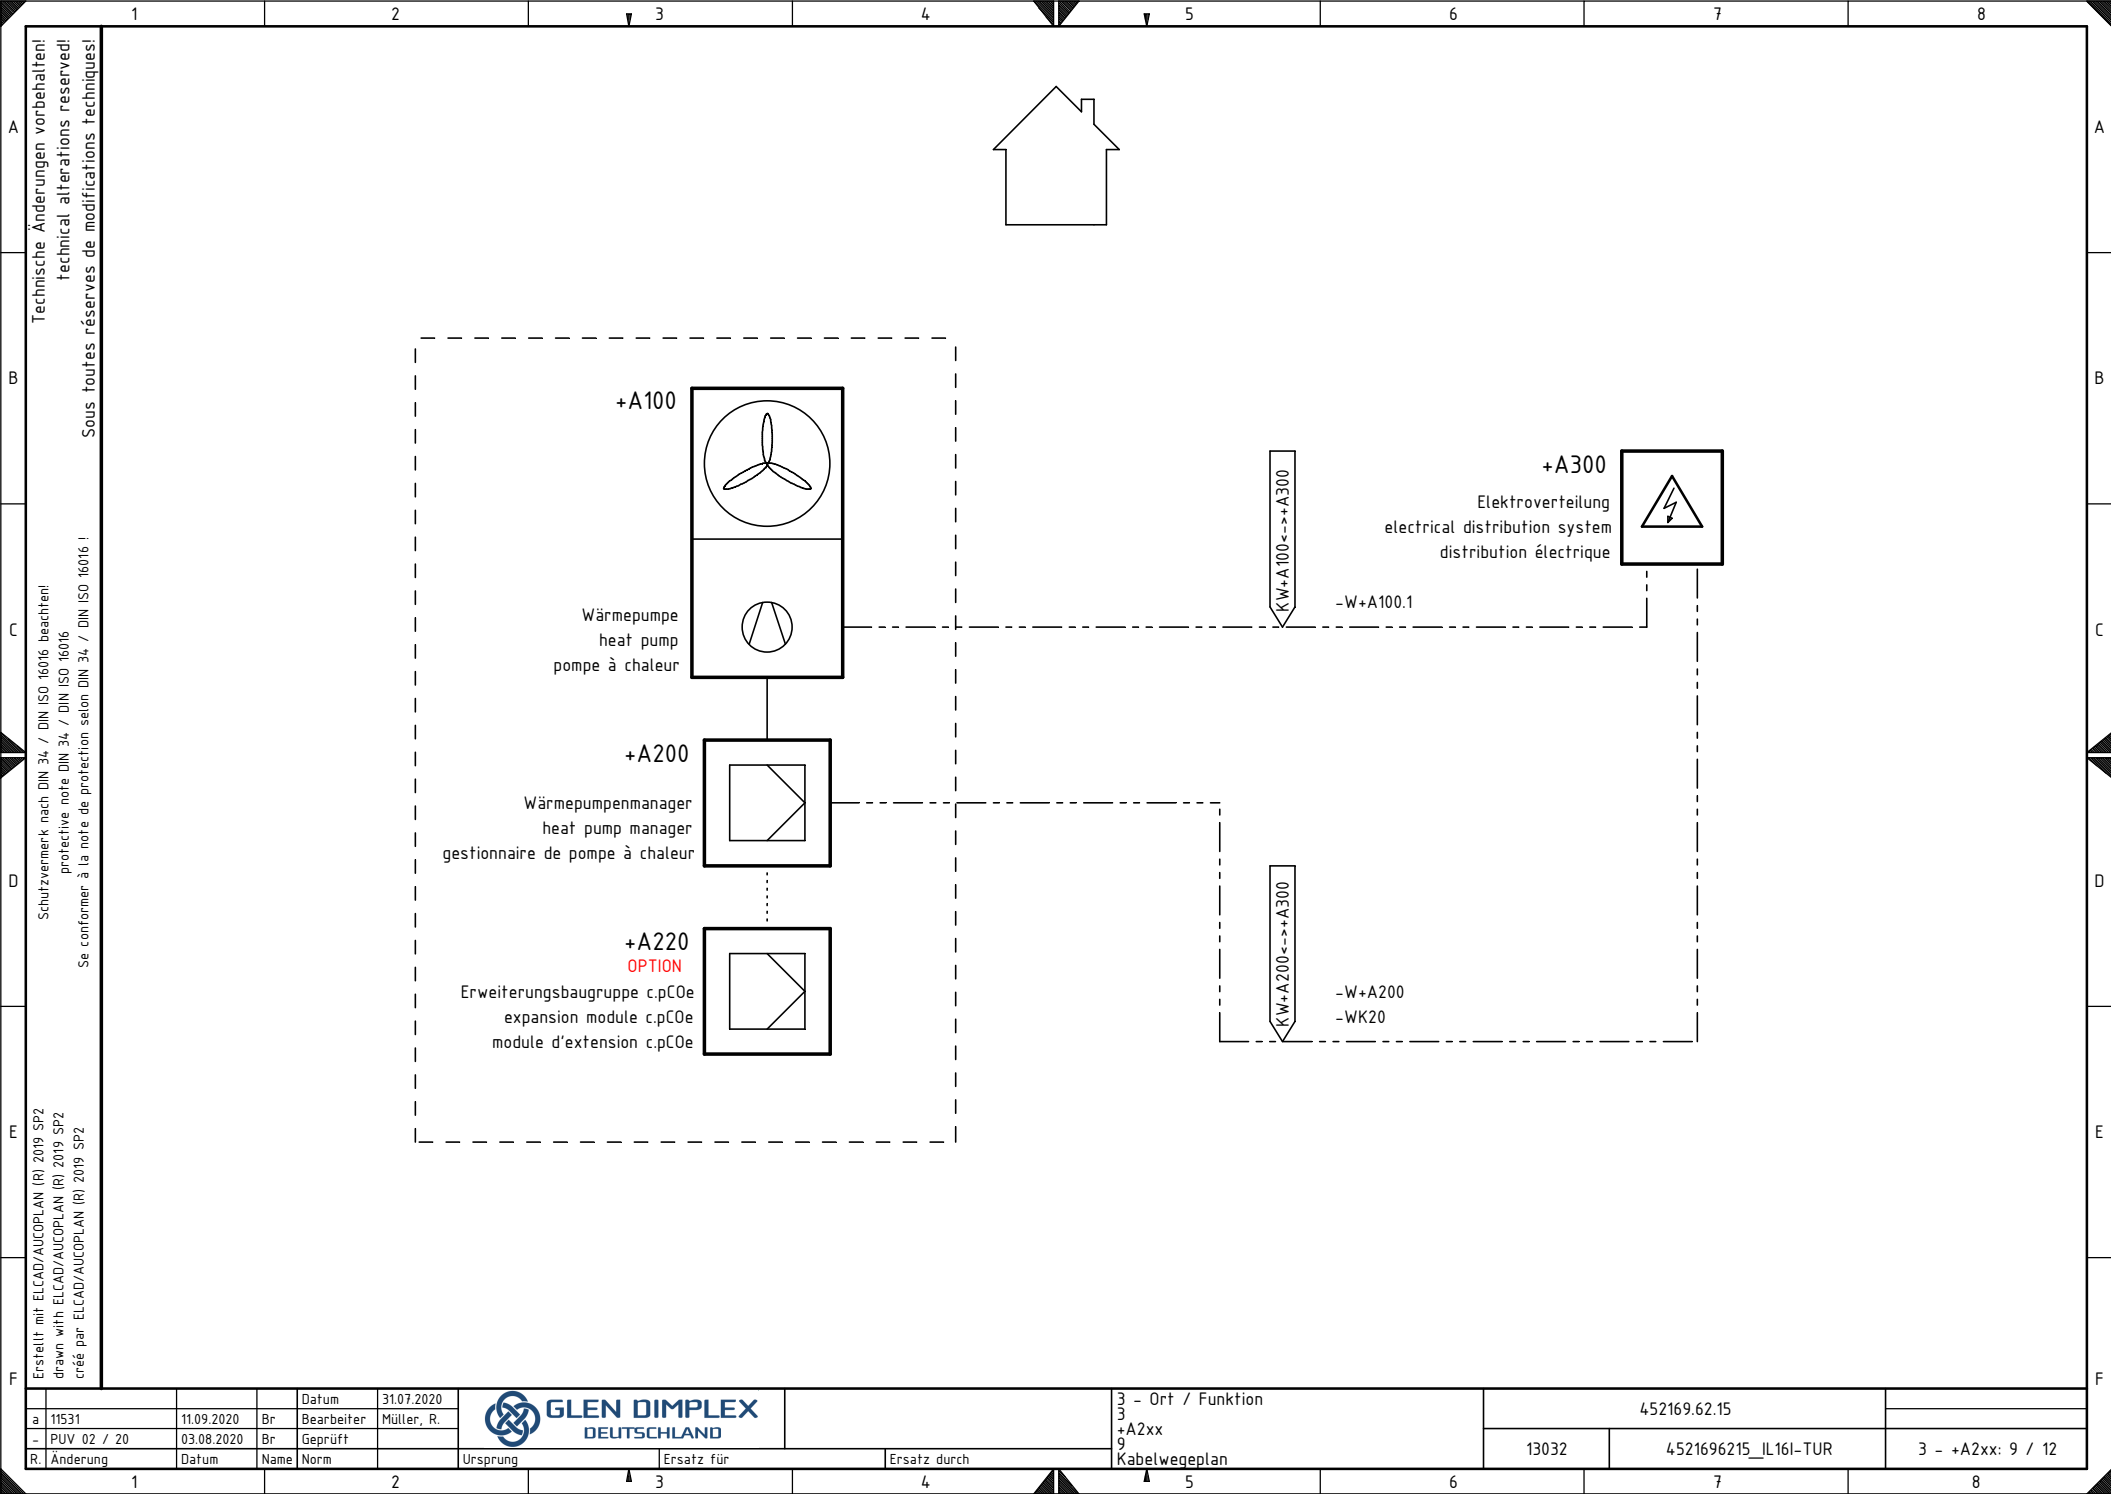 1 2 3 4 5 6 7 8
A A
B B
C C
D D
E E
F F
Technische Änderungen vorbehalten!
technical alterations reserved!
Sous toutes réserves de modifications techniques!
Schutzvermerk nach DIN 34 / DIN ISO 16016 beachten!
protective note DIN 34 / DIN ISO 16016
Se conformer à la note de protection selon DIN 34 / DIN ISO 16016 !
Erstellt mit ELCAD/AUCOPLAN (R) 2019 SP2
drawn with ELCAD/AUCOPLAN (R) 2019 SP2
créé par ELCAD/AUCOPLAN (R) 2019 SP2
+A100
Wärmepumpe
heat pump
pompe à chaleur
+A200
Wärmepumpenmanager
heat pump manager
gestionnaire de pompe à chaleur
+A220
OPTION
Erweiterungsbaugruppe c.pCOe
expansion module c.pCOe
module d'extension c.pCOe
KW+A100<->+A300
-W+A100.1
+A300
Elektroverteilung
electrical distribution system
distribution électrique
KW+A200<->+A300
-W+A200
-WK20
Datum 31.07.2020
a 11531 11.09.2020 Br Bearbeiter Müller, R.
- PUV 02 / 20 03.08.2020 Br Geprüft
R. Änderung Datum Name Norm
GLEN DIMPLEX
DEUTSCHLAND
Ursprung Ersatz für Ersatz durch
3 - Ort / Funktion
3
+A2xx
9
Kabelwegeplan
452169.62.15
13032 4521696215_IL16I-TUR 3 - +A2xx: 9 / 12
1 2 3 4 5 6 7 8